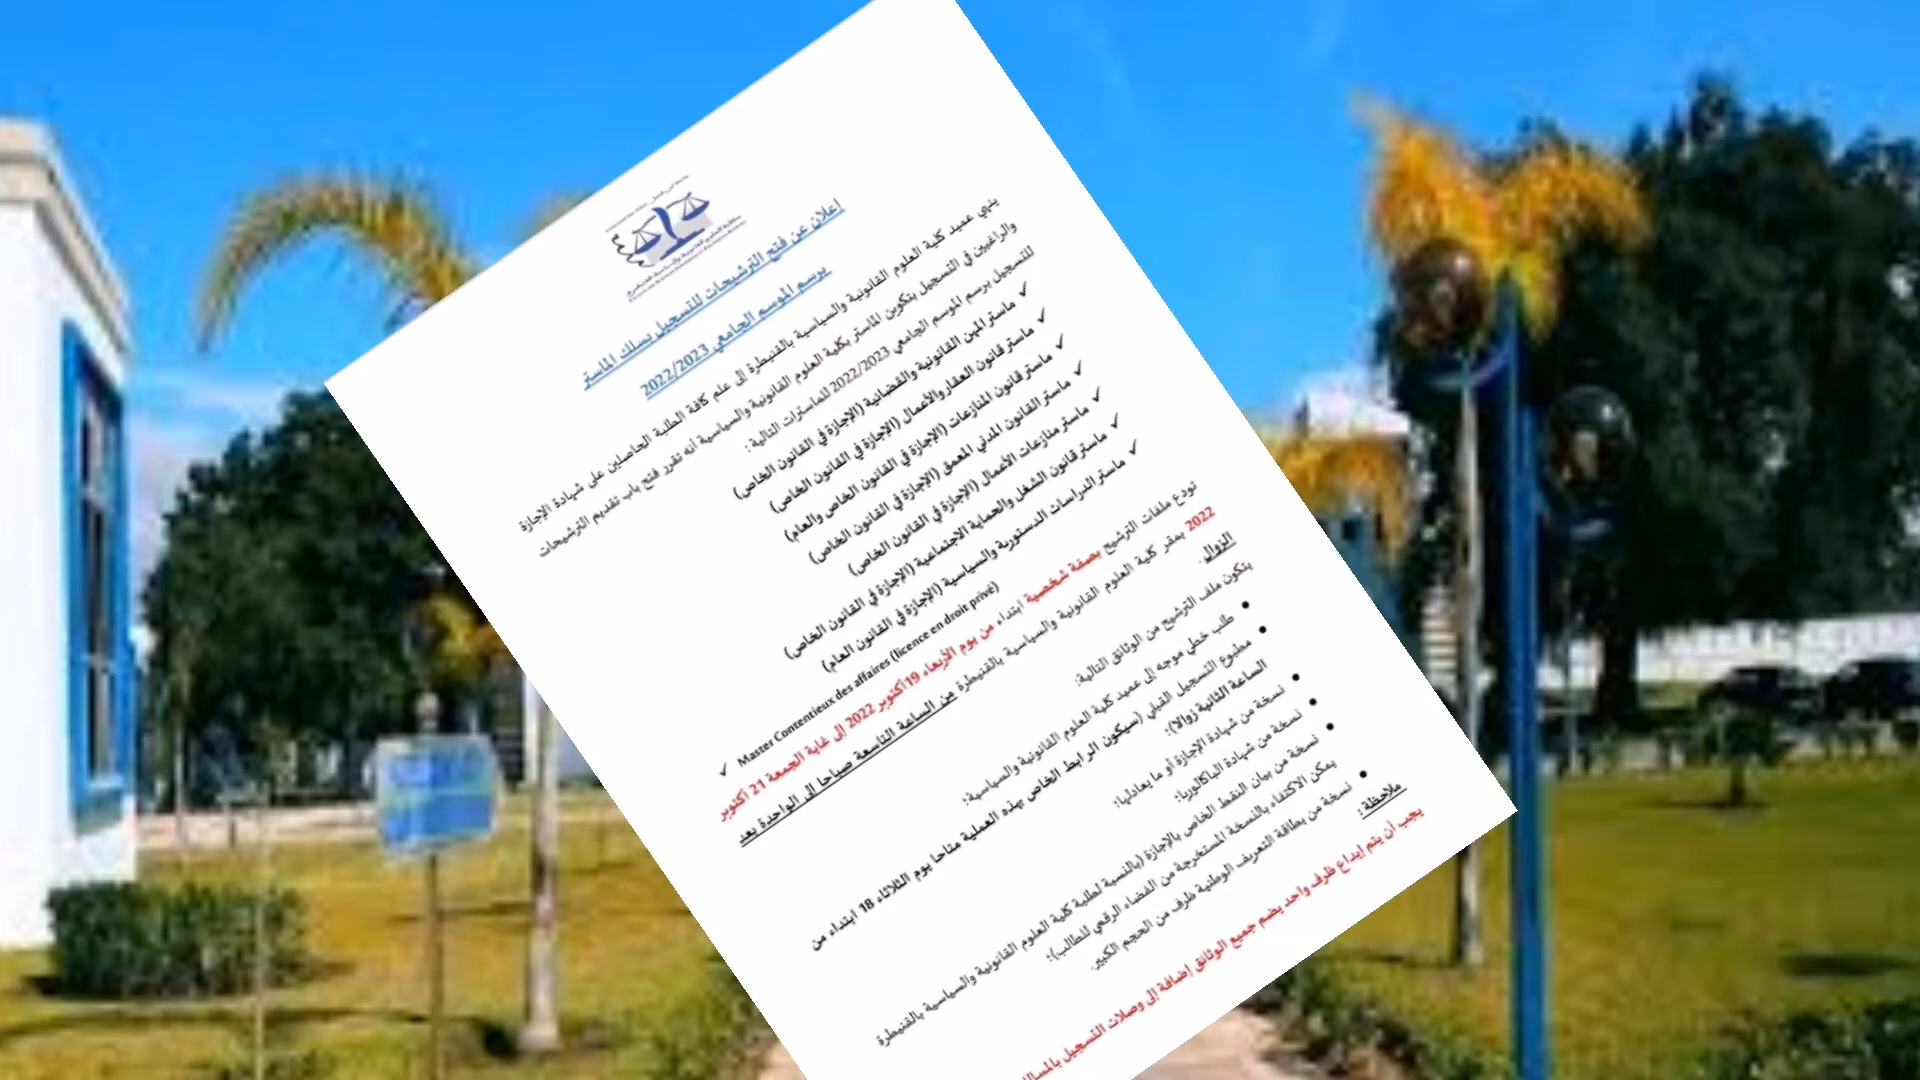 إعلان عن فتح الترشيحات للتسجيل بسلك الماستر
برسم الموسم الجامعي 2022/2023
ينهي عميد كلية العلوم القانونية والسياسية بالقنيطرة إلى علم كافة الطلبة الحاصلين على شهادة الإجازة
والراغبين في التسجيل بتكوين الماستر بكلية العلوم القانونية والسياسية أنه تقرر فتح باب تقديم الترشيحات
للتسجيل برسم الموسم الجامعي 2022/2023 للماسترات التالية:
✓ ماستر المهن القانونية والقضائية (الإجازة في القانون الخاص)
✓ ماستر قانون العقار والأعمال (الإجازة في القانون الخاص)
✓ ماستر قانون المنازعات (الإجازة في القانون الخاص والعام)
✓ ماستر القانون المدني المعمق (الإجازة في القانون الخاص)
✓ ماستر منازعات الأعمال (الإجازة في القانون الخاص)
✓ ماستر قانون الشغل والحماية الاجتماعية (الإجازة في القانون الخاص)
✓ ماستر الدراسات الدستورية والسياسية (الإجازة في القانون العام)
✓ Master Contentieux des affaires (licence en droit privé)
تودع ملفات الترشيح بصفة شخصية ابتداء من يوم الأربعاء 19 أكتوبر 2022 إلى غاية الجمعة 21 أكتوبر
2022 بمقر كلية العلوم القانونية والسياسية بالقنيطرة من الساعة التاسعة صباحا إلى الواحدة بعد
الزوال.
يتكون ملف الترشيح من الوثائق التالية:
• طلب خطي موجه إلى عميد كلية العلوم القانونية والسياسية؛
• مطبوع التسجيل القبلي (سيكون الرابط الخاص بهذه العملية متاحا يوم الثلاثاء 18 ابتداء من
الساعة الثانية زوالا)؛
• نسخة من شهادة الإجازة أو ما يعادلها؛
• نسخة من شهادة الباكالوريا؛
• نسخة من بيان النقط الخاص بالإجازة (بالنسبة لطلبة كلية العلوم القانونية والسياسية بالقنيطرة
يمكن الاكتفاء بالنسخة المستخرجة من الفضاء الرقمي للطالب)؛
• نسخة من بطاقة التعريف الوطنية ظرف من الحجم الكبير.
ملاحظة :
يجب أن يتم إيداع ظرف واحد يضم جميع الوثائق إضافة إلى وصلات التسجيل